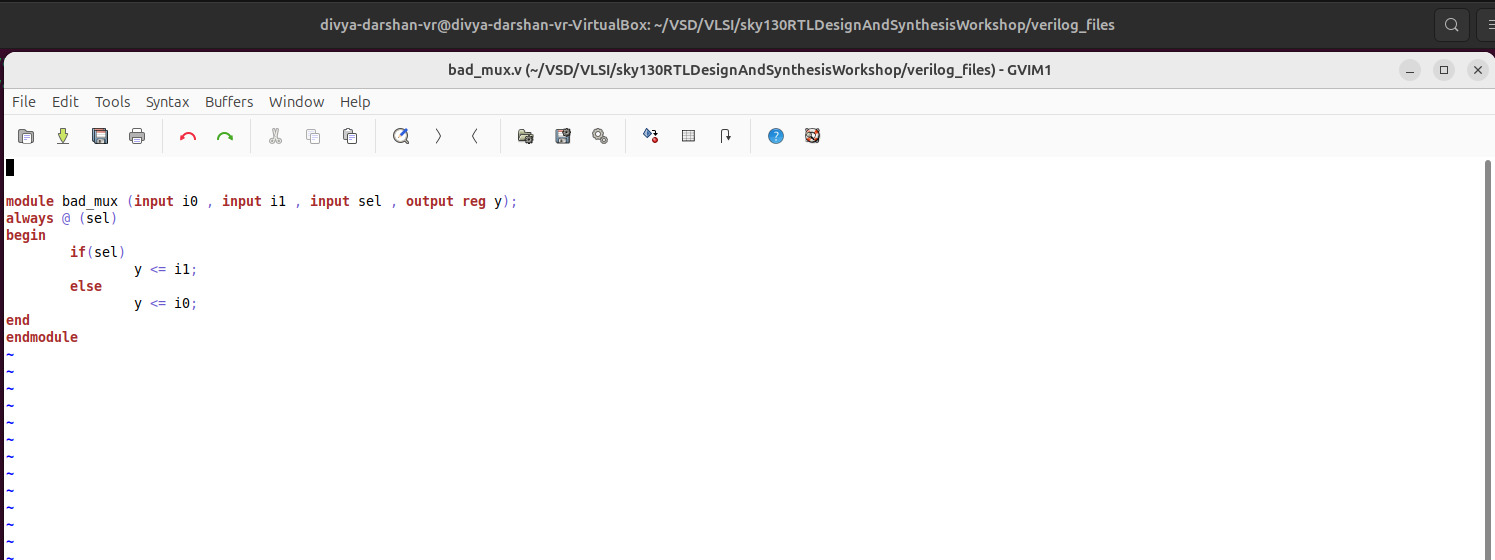 divya-darshan-vr@divya-darshan-vr-VirtualBox: ~/VSD/VLSI/sky130RTLDesignAndSynthesisWorkshop/verilog_files
bad_mux.v (~/VSD/VLSI/sky130RTLDesignAndSynthesisWorkshop/verilog_files) - GVIM1
File Edit Tools Syntax Buffers Window Help
module bad_mux (input i0 , input i1 , input sel , output reg y);
always @ (sel)
begin
        if(sel)
                y <= i1;
        else
                y <= i0;
end
endmodule
~
~
~
~
~
~
~
~
~
~
~
~
~